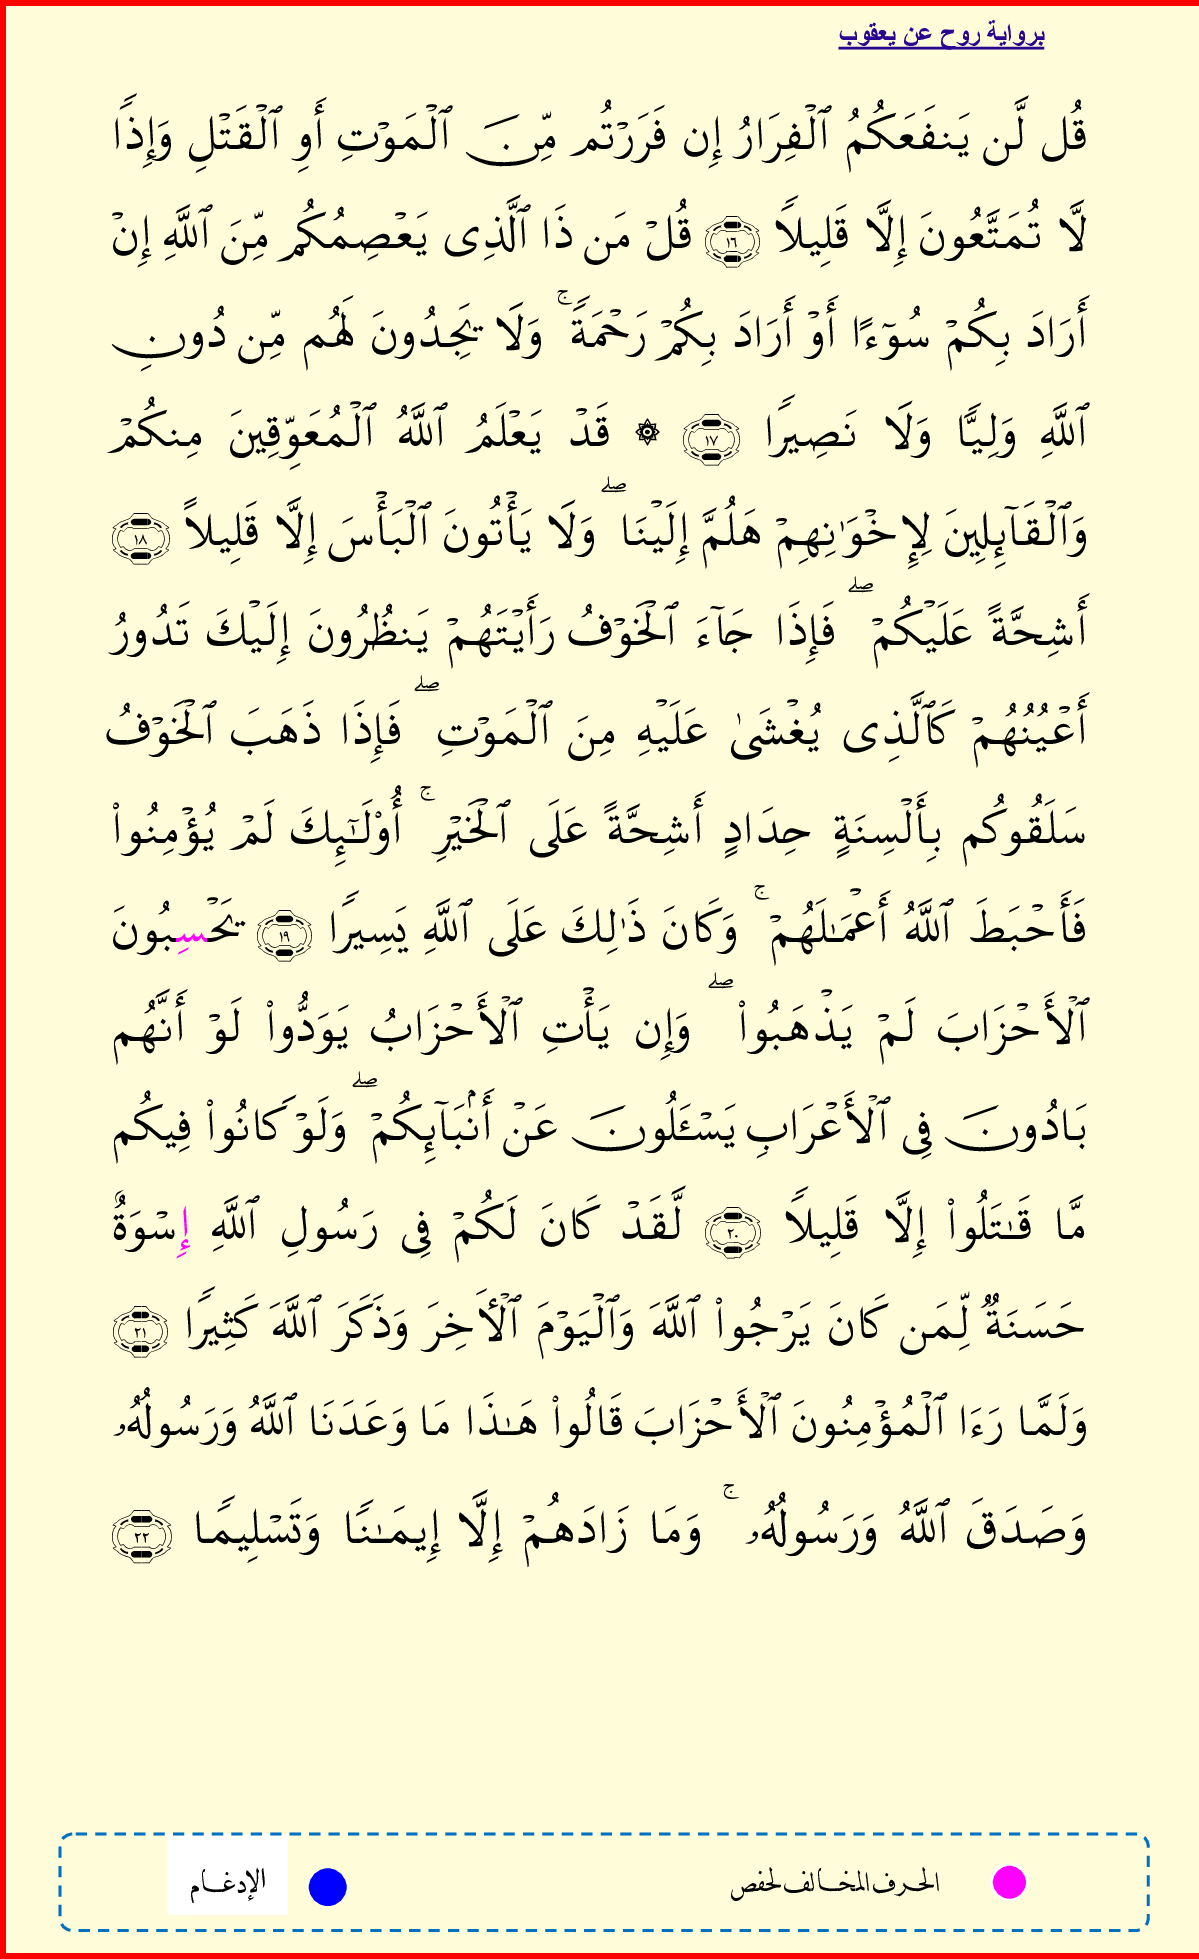 برواية روح عن يعقوب
قُل لَّن يَنفَعَكُمُ ٱلْفِرَارُ إِن فَرَرْتُم مِّنَ ٱلْمَوْتِ أَوِ ٱلْقَتْلِ وَإِذًا
لَّا تُمَتَّعُونَ إِلَّا قَلِيلًا ١٦ قُلْ مَن ذَا ٱلَّذِى يَعْصِمُكُم مِّنَ ٱللَّهِ إِنْ
أَرَادَ بِكُمْ سُوٓءًا أَوْ أَرَادَ بِكُمْ رَحْمَةً ۚ وَلَا يَجِدُونَ لَهُم مِّن دُونِ
ٱللَّهِ وَلِيًّا وَلَا نَصِيرًا ١٧ ۞ قَدْ يَعْلَمُ ٱللَّهُ ٱلْمُعَوِّقِينَ مِنكُمْ
وَٱلْقَآئِلِينَ لِإِخْوَٰنِهِمْ هَلُمَّ إِلَيْنَا ۖ وَلَا يَأْتُونَ ٱلْبَأْسَ إِلَّا قَلِيلًا ١٨
أَشِحَّةً عَلَيْكُمْ ۖ فَإِذَا جَآءَ ٱلْخَوْفُ رَأَيْتَهُمْ يَنظُرُونَ إِلَيْكَ تَدُورُ
أَعْيُنُهُمْ كَٱلَّذِى يُغْشَىٰ عَلَيْهِ مِنَ ٱلْمَوْتِ ۖ فَإِذَا ذَهَبَ ٱلْخَوْفُ
سَلَقُوكُم بِأَلْسِنَةٍ حِدَادٍ أَشِحَّةً عَلَى ٱلْخَيْرِ ۚ أُوْلَـٰٓئِكَ لَمْ يُؤْمِنُواْ
فَأَحْبَطَ ٱللَّهُ أَعْمَـٰلَهُمْ ۚ وَكَانَ ذَٰلِكَ عَلَى ٱللَّهِ يَسِيرًا ١٩ يَحْسِبُونَ
ٱلْأَحْزَابَ لَمْ يَذْهَبُواْ ۖ وَإِن يَأْتِ ٱلْأَحْزَابُ يَوَدُّواْ لَوْ أَنَّهُم
بَادُونَ فِى ٱلْأَعْرَابِ يَسْـَٔلُونَ عَنْ أَنۢبَآئِكُمْ ۖ وَلَوْ كَانُواْ فِيكُم
مَّا قَـٰتَلُواْ إِلَّا قَلِيلًا ٢٠ لَّقَدْ كَانَ لَكُمْ فِى رَسُولِ ٱللَّهِ إِسْوَةٌ
حَسَنَةٌ لِّمَن كَانَ يَرْجُواْ ٱللَّهَ وَٱلْيَوْمَ ٱلْـَٔاخِرَ وَذَكَرَ ٱللَّهَ كَثِيرًا ٢١
وَلَمَّا رَءَا ٱلْمُؤْمِنُونَ ٱلْأَحْزَابَ قَالُواْ هَـٰذَا مَا وَعَدَنَا ٱللَّهُ وَرَسُولُهُۥ
وَصَدَقَ ٱللَّهُ وَرَسُولُهُۥ ۚ وَمَا زَادَهُمْ إِلَّا إِيمَـٰنًا وَتَسْلِيمًا ٢٢
الحرف المخالف لحفص الإدغام